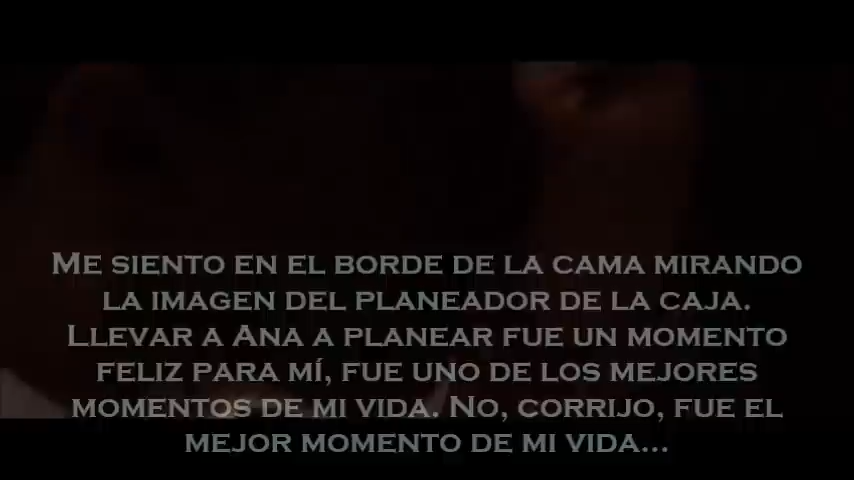 Me siento en el borde de la cama mirando
la imagen del planeador de la caja.
Llevar a Ana a planear fue un momento
feliz para mí, fue uno de los mejores
momentos de mi vida. No, corrijo, fue el
mejor momento de mi vida...